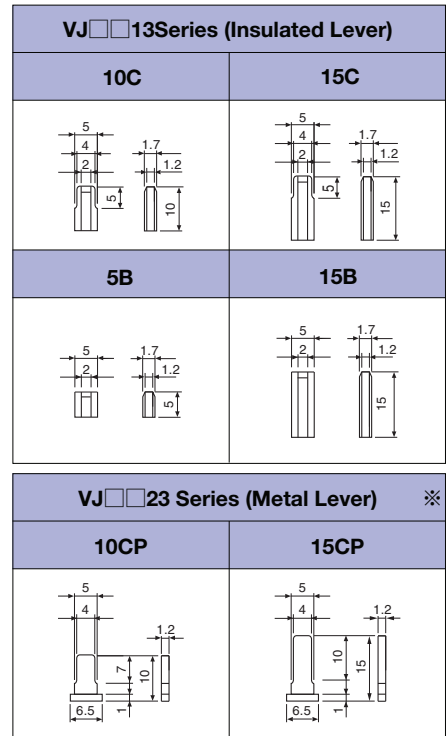 VJ□□13Series (Insulated Lever)
10C 15C
5 5
4 1.7 4 1.7
2 1.2 2 1.2
5 10 5 15
5B 15B
5 1.7 5 1.7
2 1.2 2 1.2
5 15
VJ□□23 Series (Metal Lever) ※
10CP 15CP
5 5
4 1.2 4 1.2
7 10 10 15
6.5 1 6.5 1